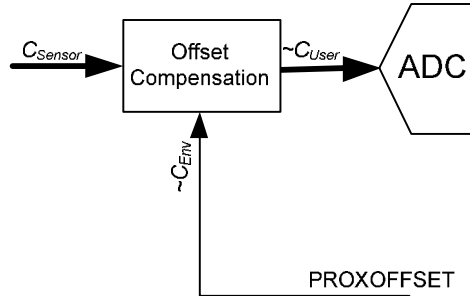 C_Sensor
Offset
Compensation
~C_User
ADC
~C_Env
PROXOFFSET